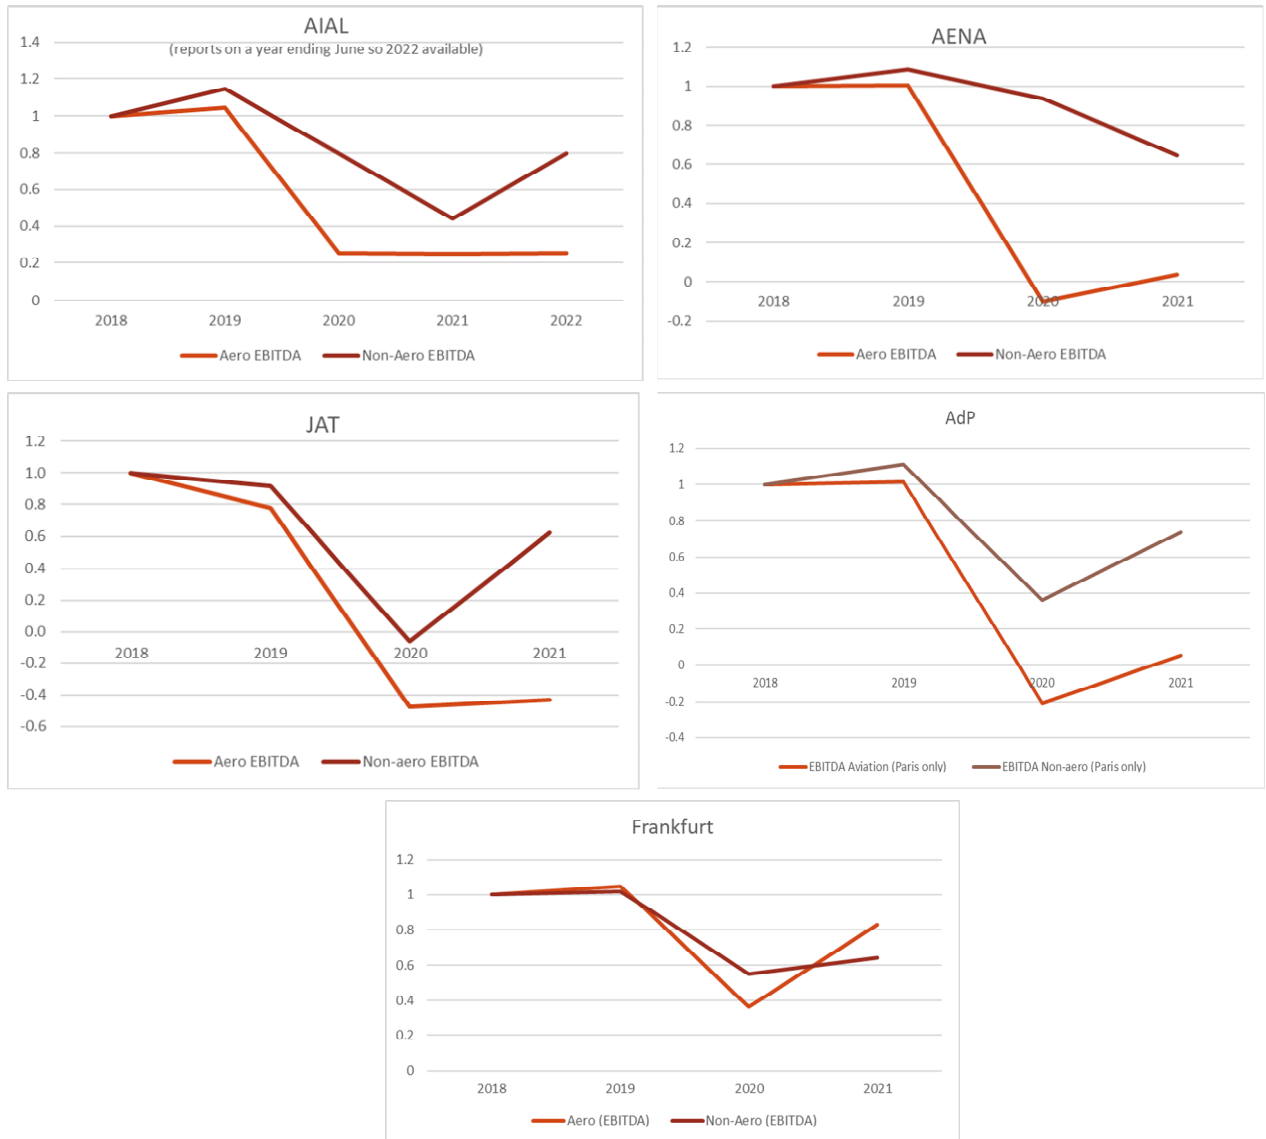 AIAL
(reports on a year ending June so 2022 available)
1.4
1.2
1
0.8
0.6
0.4
0.2
0
2018 2019 2020 2021 2022
Aero EBITDA Non-Aero EBITDA
AENA
1.2
1
0.8
0.6
0.4
0.2
0
-0.2
2018 2019 2020 2021
Aero EBITDA Non-Aero EBITDA
JAT
1.2
1.0
0.8
0.6
0.4
0.2
0.0
-0.2
-0.4
-0.6
2018 2019 2020 2021
Aero EBITDA Non-aero EBITDA
AdP
1.2
1
0.8
0.6
0.4
0.2
0
-0.2
-0.4
2018 2019 2020 2021
EBITDA Aviation (Paris only) EBITDA Non-aero (Paris only)
Frankfurt
1.2
1
0.8
0.6
0.4
0.2
0
2018 2019 2020 2021
Aero (EBITDA) Non-Aero (EBITDA)